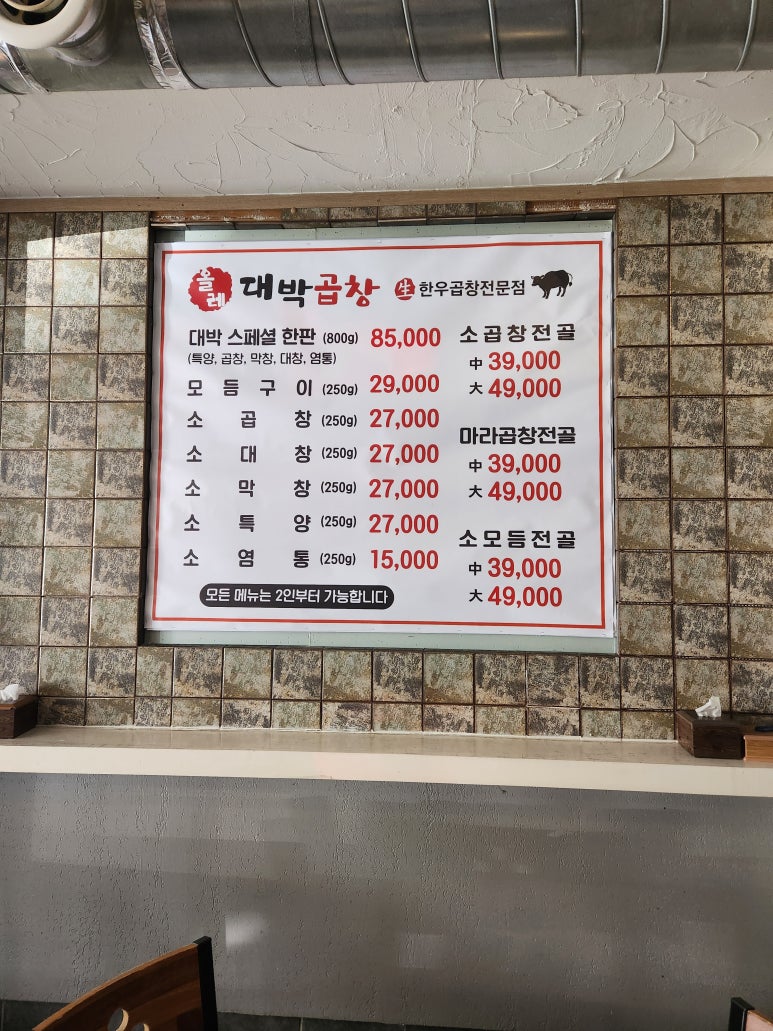 올레 대박곱창 生 한우곱창전문점
대박 스페셜 한판 (800g) 85,000
(특양, 곱창, 막창, 대창, 염통)
모듬구이 (250g) 29,000
소곱창 (250g) 27,000
소대창 (250g) 27,000
소막창 (250g) 27,000
소특양 (250g) 27,000
소염통 (250g) 15,000
모든 메뉴는 2인부터 가능합니다
소곱창전골
中 39,000
大 49,000
마라곱창전골
中 39,000
大 49,000
소모듬전골
中 39,000
大 49,000